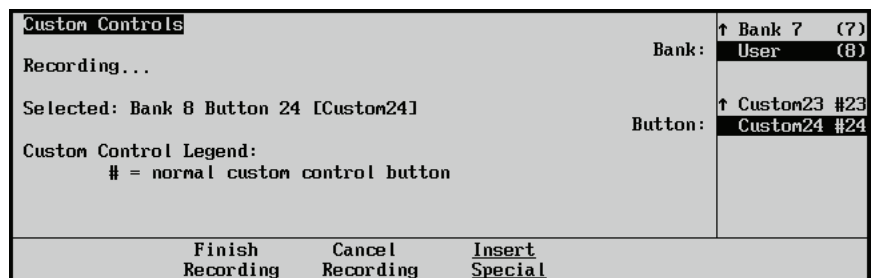 Custom Controls
↑ Bank 7 (7)
Bank: User (8)
Recording...
Selected: Bank 8 Button 24 [Custom24]
↑ Custom23 #23
Button: Custom24 #24
Custom Control Legend:
# = normal custom control button
Finish Recording
Cancel Recording
Insert Special